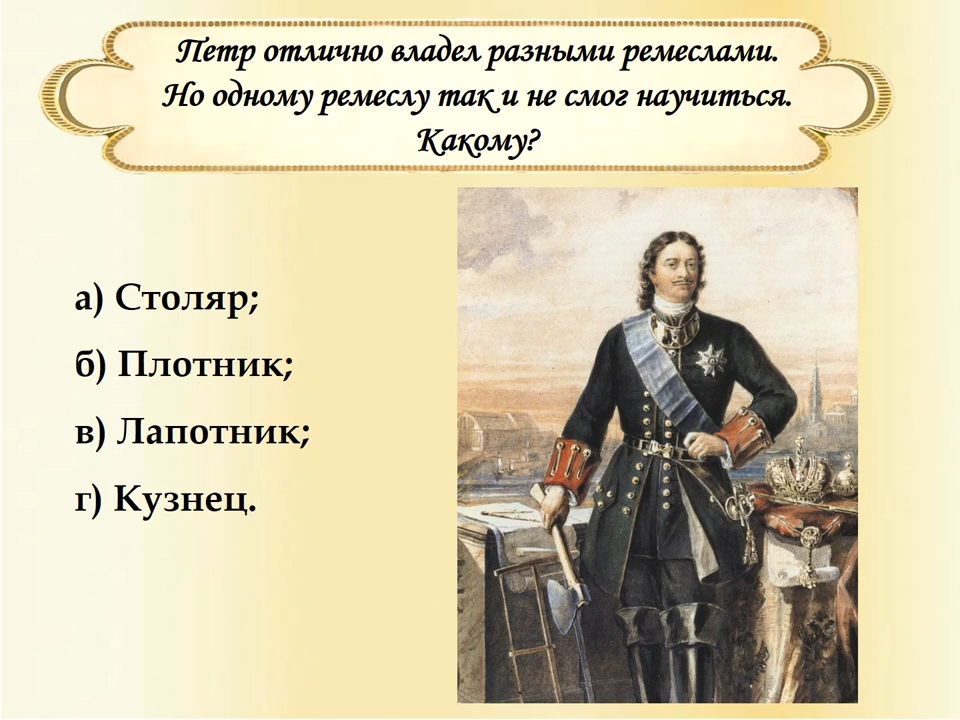 Петр отлично владел разными ремеслами.
Но одному ремеслу так и не смог научиться.
Какому?
а) Столяр;
б) Плотник;
в) Лапотник;
г) Кузнец.